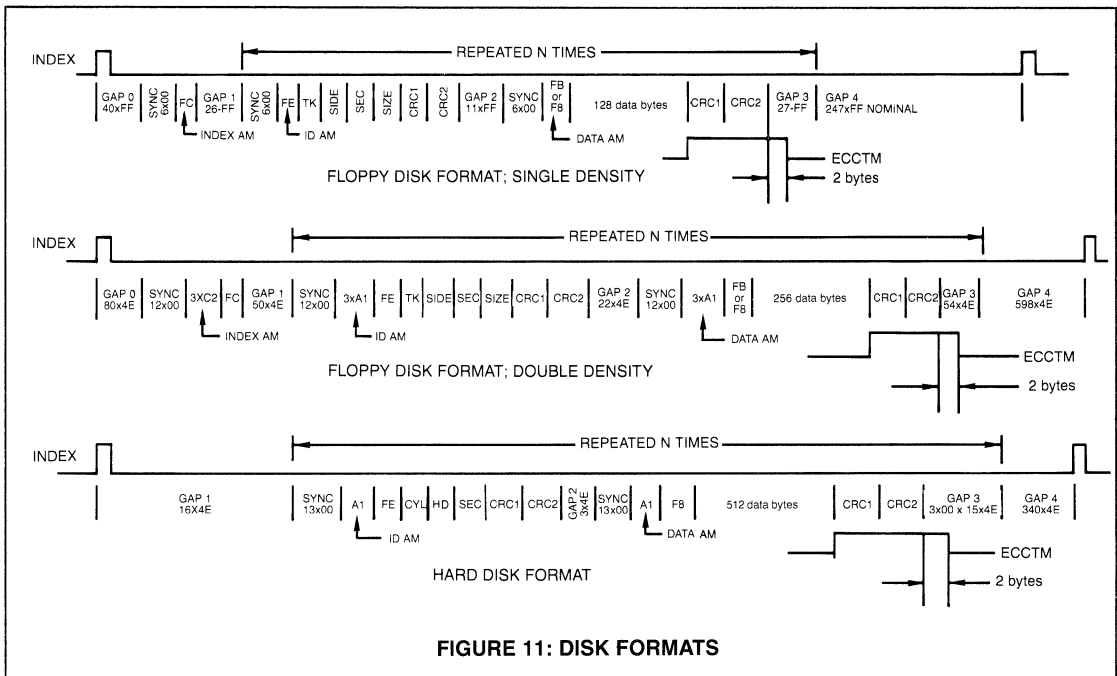 REPEATED N TIMES
INDEX
GAP 0 40xFF | SYNC 6x00 | FC | GAP 1 26-FF | SYNC 6x00 | FE | TK | SIDE | SEC | SIZE | CRC1 | CRC2 | GAP 2 11xFF | SYNC 6x00 | FB or F8 | 128 data bytes | CRC1 | CRC2 | GAP 3 27-FF | GAP 4 247xFF NOMINAL
INDEX AM
ID AM
DATA AM
ECCTM
2 bytes
FLOPPY DISK FORMAT; SINGLE DENSITY
REPEATED N TIMES
INDEX
GAP 0 80x4E | SYNC 12x00 | 3XC2 | FC | GAP 1 50x4E | SYNC 12x00 | 3xA1 | FE | TK | SIDE | SEC | SIZE | CRC1 | CRC2 | GAP 2 22x4E | SYNC 12x00 | 3xA1 | FB or F8 | 256 data bytes | CRC1 | CRC2 | GAP 3 54x4E | GAP 4 598x4E
INDEX AM
ID AM
DATA AM
ECCTM
2 bytes
FLOPPY DISK FORMAT; DOUBLE DENSITY
REPEATED N TIMES
INDEX
GAP 1 16X4E | SYNC 13x00 | A1 | FE | CYL | HD | SEC | CRC1 | CRC2 | GAP 2 3x4E | SYNC 13x00 | A1 | F8 | 512 data bytes | CRC1 | CRC2 | GAP 3 3x00 x 15x4E | GAP 4 340x4E
ID AM
DATA AM
ECCTM
2 bytes
HARD DISK FORMAT
FIGURE 11: DISK FORMATS